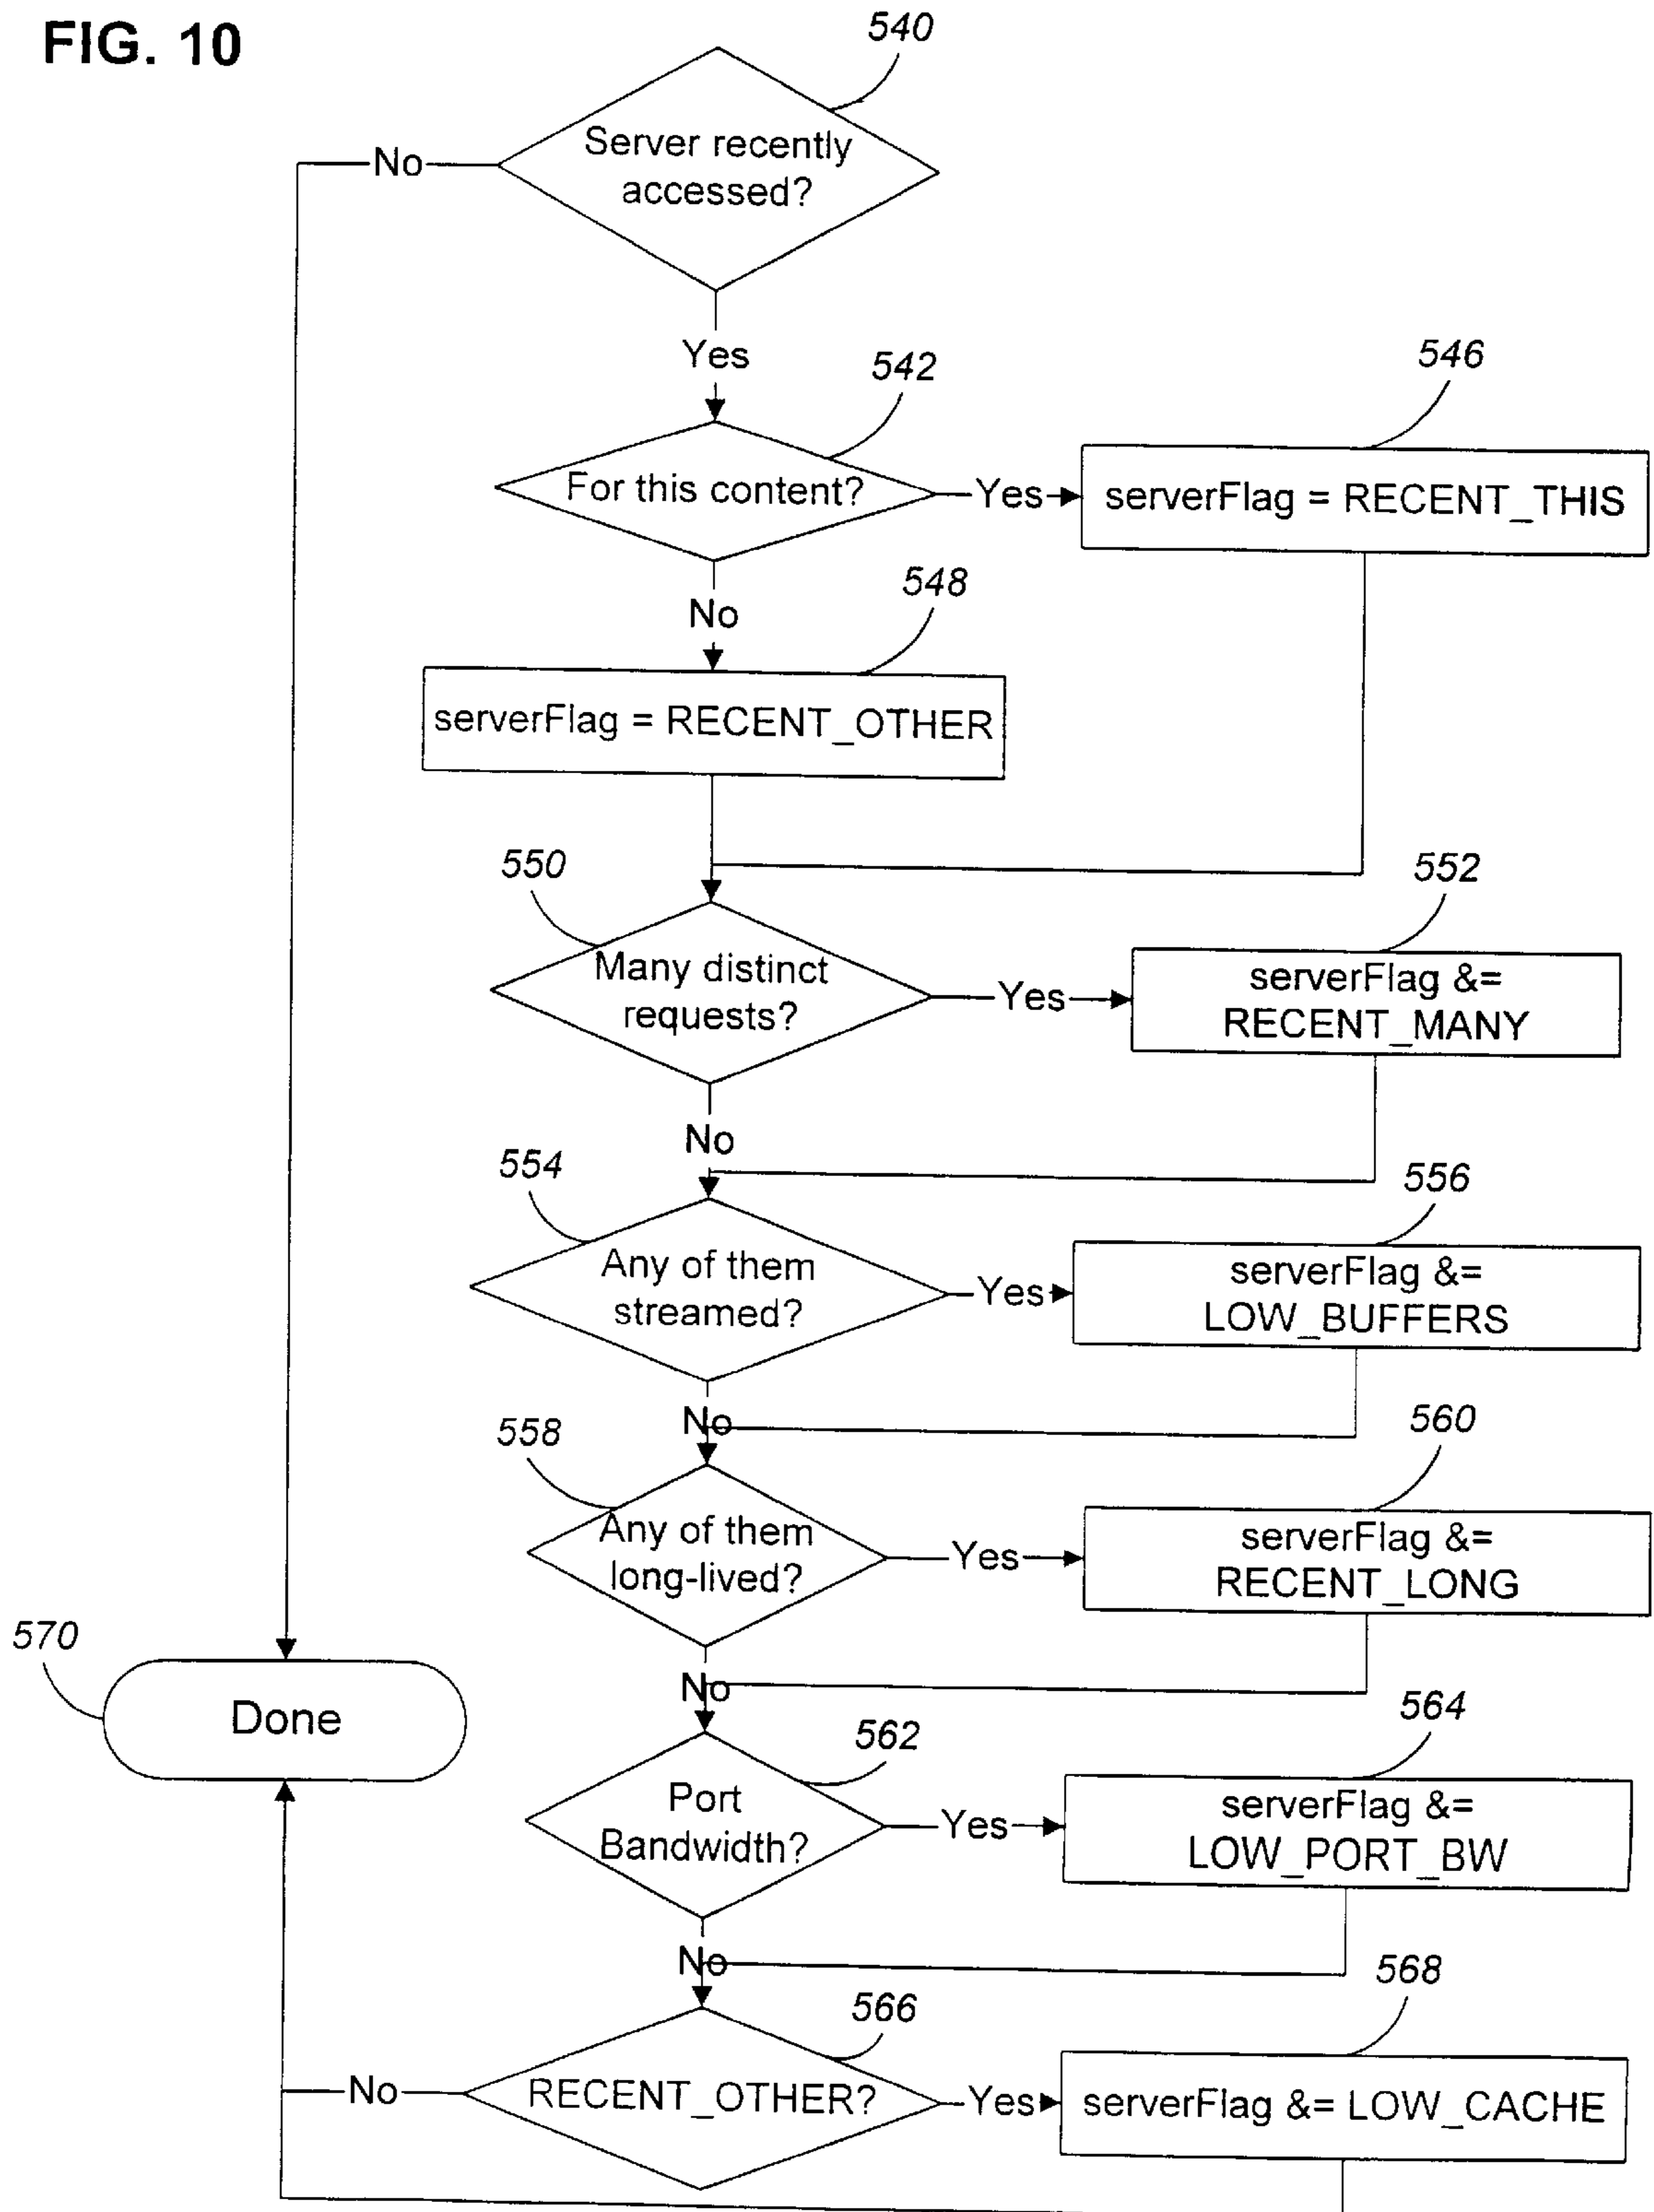 FIG. 10
540
Server recently
accessed?
No
Yes
542
546
For this content?
Yes
serverFlag = RECENT_THIS
No
548
serverFlag = RECENT_OTHER
550
552
Many distinct
requests?
Yes
serverFlag &=
RECENT_MANY
No
554
556
Any of them
streamed?
Yes
serverFlag &=
LOW_BUFFERS
No
558
560
Any of them
long-lived?
Yes
serverFlag &=
RECENT_LONG
570
Done
No
562
564
Port
Bandwidth?
Yes
serverFlag &=
LOW_PORT_BW
No
566
568
No
RECENT_OTHER?
Yes
serverFlag &= LOW_CACHE